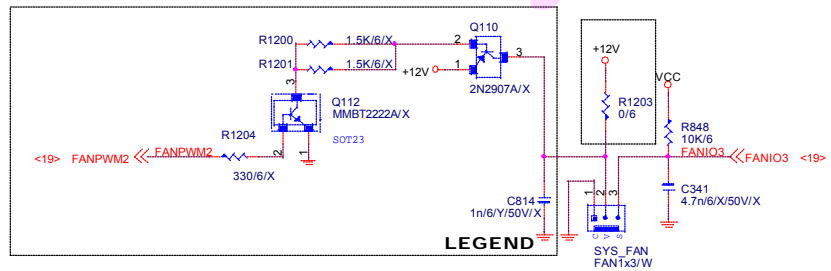 Q110
R1200
1.5K/6/X
2
+12V
R1201
1.5K/6/X
3
+12V
1
3
2N2907A/X
VCC
Q112
MMBT2222A/X
R1203
0/6
SOT23
R848
10K/6
R1204
<19>
FANPWM2
FANPWM2
2
1
FANIO3
FANIO3
<19>
330/6/X
C814
1n/6/Y/50V/X
1
2
3
C341
4.7n/6/X/50V/X
C
V
S
LEGEND
SYS_FAN
FAN1x3/W